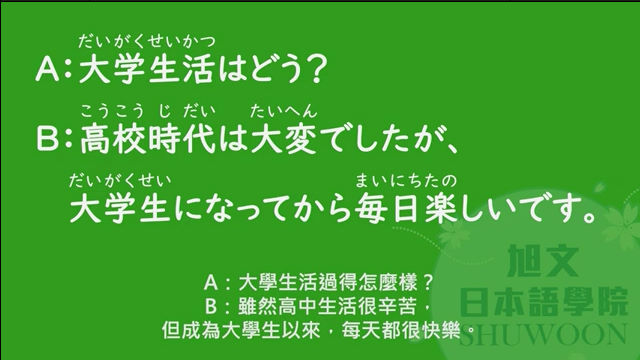 だいがくせいかつ
A:大学生活はどう?
こうこう じ だい たいへん
B:高校時代は大変でしたが、
だいがくせい まいにちたの
大学生になってから毎日楽しいです。
A：大學生活過得怎麼樣？
B：雖然高中生活很辛苦，
但成為大學生以來，每天都很快樂。
旭文
日本語學院
SHUWOON